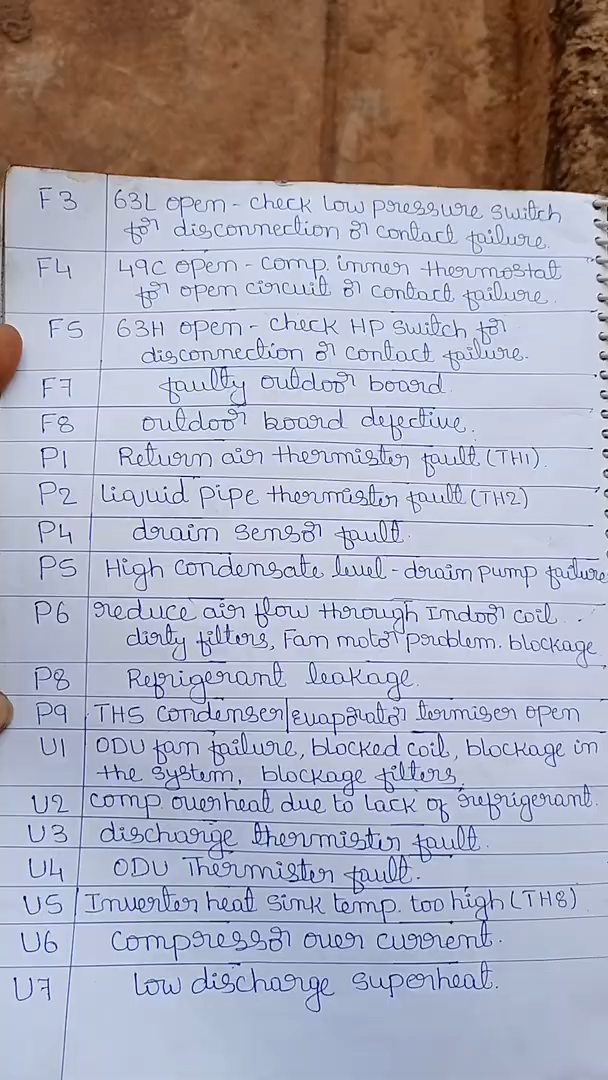 F3 63L open - check low pressure switch
for disconnection or contact failure.
F4 49C open - comp. inner thermostat
for open circuit or contact failure.
F5 63H open - check HP switch for
disconnection or contact failure.
F7 faulty outdoor board.
F8 outdoor board defective.
P1 Return air thermister fault (TH1).
P2 liquid pipe thermister fault (TH2)
P4 drain sensor fault.
P5 High condensate level - drain pump failure
P6 reduce air flow through Indoor coil.
dirty filters, Fan motor problem. blockage
P8 Refrigerant leakage.
P9 TH5 condenser/evaporator termiser open
U1 ODU fan failure, blocked coil, blockage in
the system, blockage filters.
U2 comp overheat due to lack of refrigerant.
U3 discharge thermister fault.
U4 ODU Thermister fault.
U5 Inverter heat sink temp. too high (TH8)
U6 compressor over current.
U7 low discharge superheat.